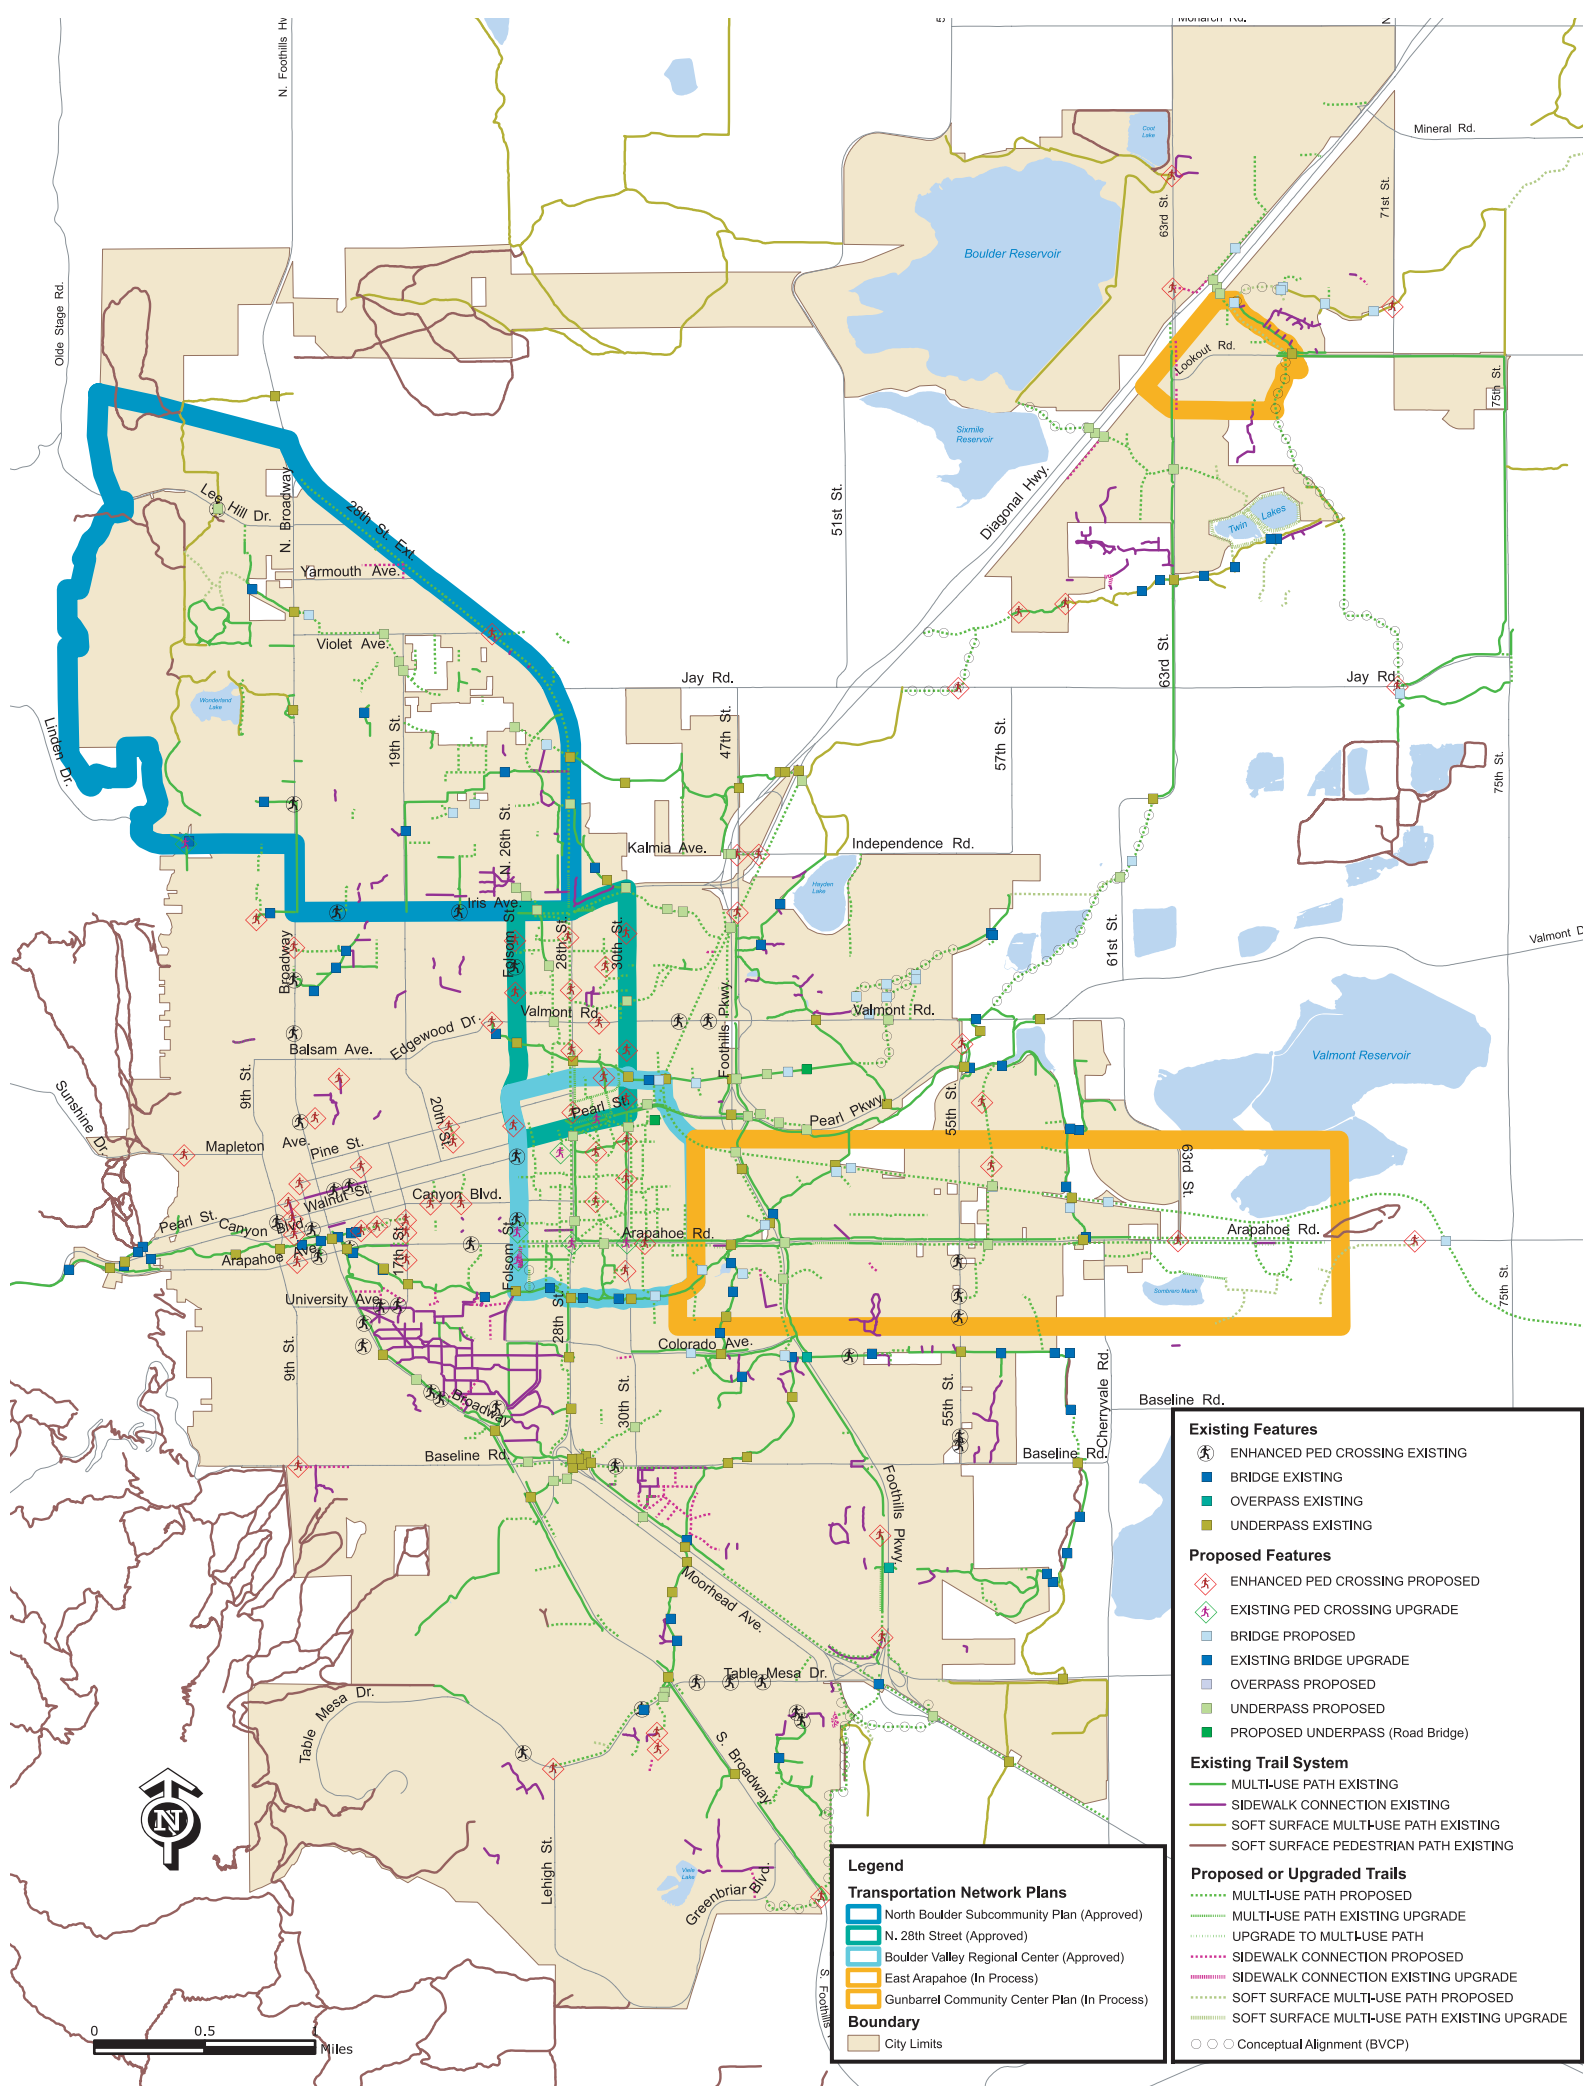 Monarch Rd.
N. Foothills Hw
Mineral Rd.
Coot
Lake
63rd St.
71st St.
Boulder Reservoir
Olde Stage Rd.
Lookout Rd.
75th St.
Sixmile
Reservoir
Diagonal Hwy.
51st St.
Lee Hill Dr.
N. Broadway
28th St. Ext
Twin Lakes
Yarmouth Ave.
Violet Ave.
63rd St.
Jay Rd.
Jay Rd.
Wonderland
Lake
Linden Dr.
19th St.
47th St.
57th St.
75th St.
N. 26th St.
Kalmia Ave.
Independence Rd.
Hayden
Lake
Iris Ave.
Broadway
Folsom St.
28th St.
30th St.
61st St.
Valmont D
Foothills Pkwy.
Valmont Rd.
Valmont Rd.
Edgewood Dr.
Balsam Ave.
Valmont Reservoir
9th St.
20th St.
Sunshine Dr.
Pearl St.
Pearl Pkwy.
55th St.
Mapleton Ave.
Pine St.
63rd St.
Walnut St.
Canyon Blvd.
Pearl St.
Canyon Blvd.
Arapahoe Ave.
17th St.
Folsom St.
Arapahoe Rd.
Arapahoe Rd.
Sombrero Marsh
75th St.
University Ave.
28th St.
Colorado Ave.
9th St.
Broadway
30th St.
55th St.
Cherryvale Rd.
Baseline Rd.
Baseline Rd.
Baseline Rd.
Foothills Pkwy.
Moorhead Ave.
Table Mesa Dr.
Table Mesa Dr.
S. Broadway
Lehigh St.
Viele
Lake
Greenbriar Blvd.
S. Foothills
N
0 0.5 1
Miles
Legend
Transportation Network Plans
North Boulder Subcommunity Plan (Approved)
N. 28th Street (Approved)
Boulder Valley Regional Center (Approved)
East Arapahoe (In Process)
Gunbarrel Community Center Plan (In Process)
Boundary
City Limits
Existing Features
ENHANCED PED CROSSING EXISTING
BRIDGE EXISTING
OVERPASS EXISTING
UNDERPASS EXISTING
Proposed Features
ENHANCED PED CROSSING PROPOSED
EXISTING PED CROSSING UPGRADE
BRIDGE PROPOSED
EXISTING BRIDGE UPGRADE
OVERPASS PROPOSED
UNDERPASS PROPOSED
PROPOSED UNDERPASS (Road Bridge)
Existing Trail System
MULTI-USE PATH EXISTING
SIDEWALK CONNECTION EXISTING
SOFT SURFACE MULTI-USE PATH EXISTING
SOFT SURFACE PEDESTRIAN PATH EXISTING
Proposed or Upgraded Trails
MULTI-USE PATH PROPOSED
MULTI-USE PATH EXISTING UPGRADE
UPGRADE TO MULTI-USE PATH
SIDEWALK CONNECTION PROPOSED
SIDEWALK CONNECTION EXISTING UPGRADE
SOFT SURFACE MULTI-USE PATH PROPOSED
SOFT SURFACE MULTI-USE PATH EXISTING UPGRADE
Conceptual Alignment (BVCP)